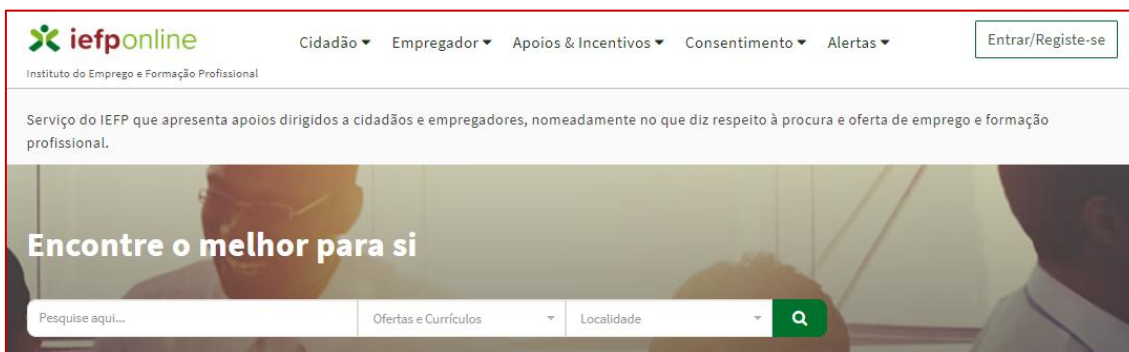 iefponline
Cidadão Empregador Apoios & Incentivos Consentimento Alertas Entrar/Registe-se
Instituto do Emprego e Formação Profissional
Serviço do IEFP que apresenta apoios dirigidos a cidadãos e empregadores, nomeadamente no que diz respeito à procura e oferta de emprego e formação
profissional.
Encontre o melhor para si
Pesquise aqui... Ofertas e Currículos Localidade